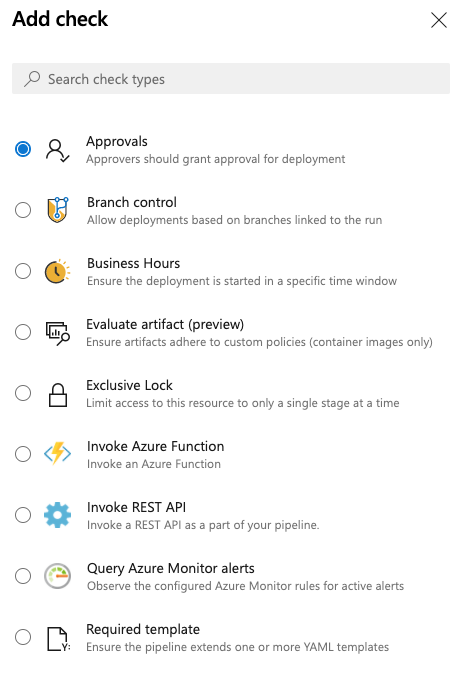 Add check
Search check types
Approvals
Approvers should grant approval for deployment
Branch control
Allow deployments based on branches linked to the run
Business Hours
Ensure the deployment is started in a specific time window
Evaluate artifact (preview)
Ensure artifacts adhere to custom policies (container images only)
Exclusive Lock
Limit access to this resource to only a single stage at a time
Invoke Azure Function
Invoke an Azure Function
Invoke REST API
Invoke a REST API as a part of your pipeline.
Query Azure Monitor alerts
Observe the configured Azure Monitor rules for active alerts
Required template
Y:
Ensure the pipeline extends one or more YAML templates